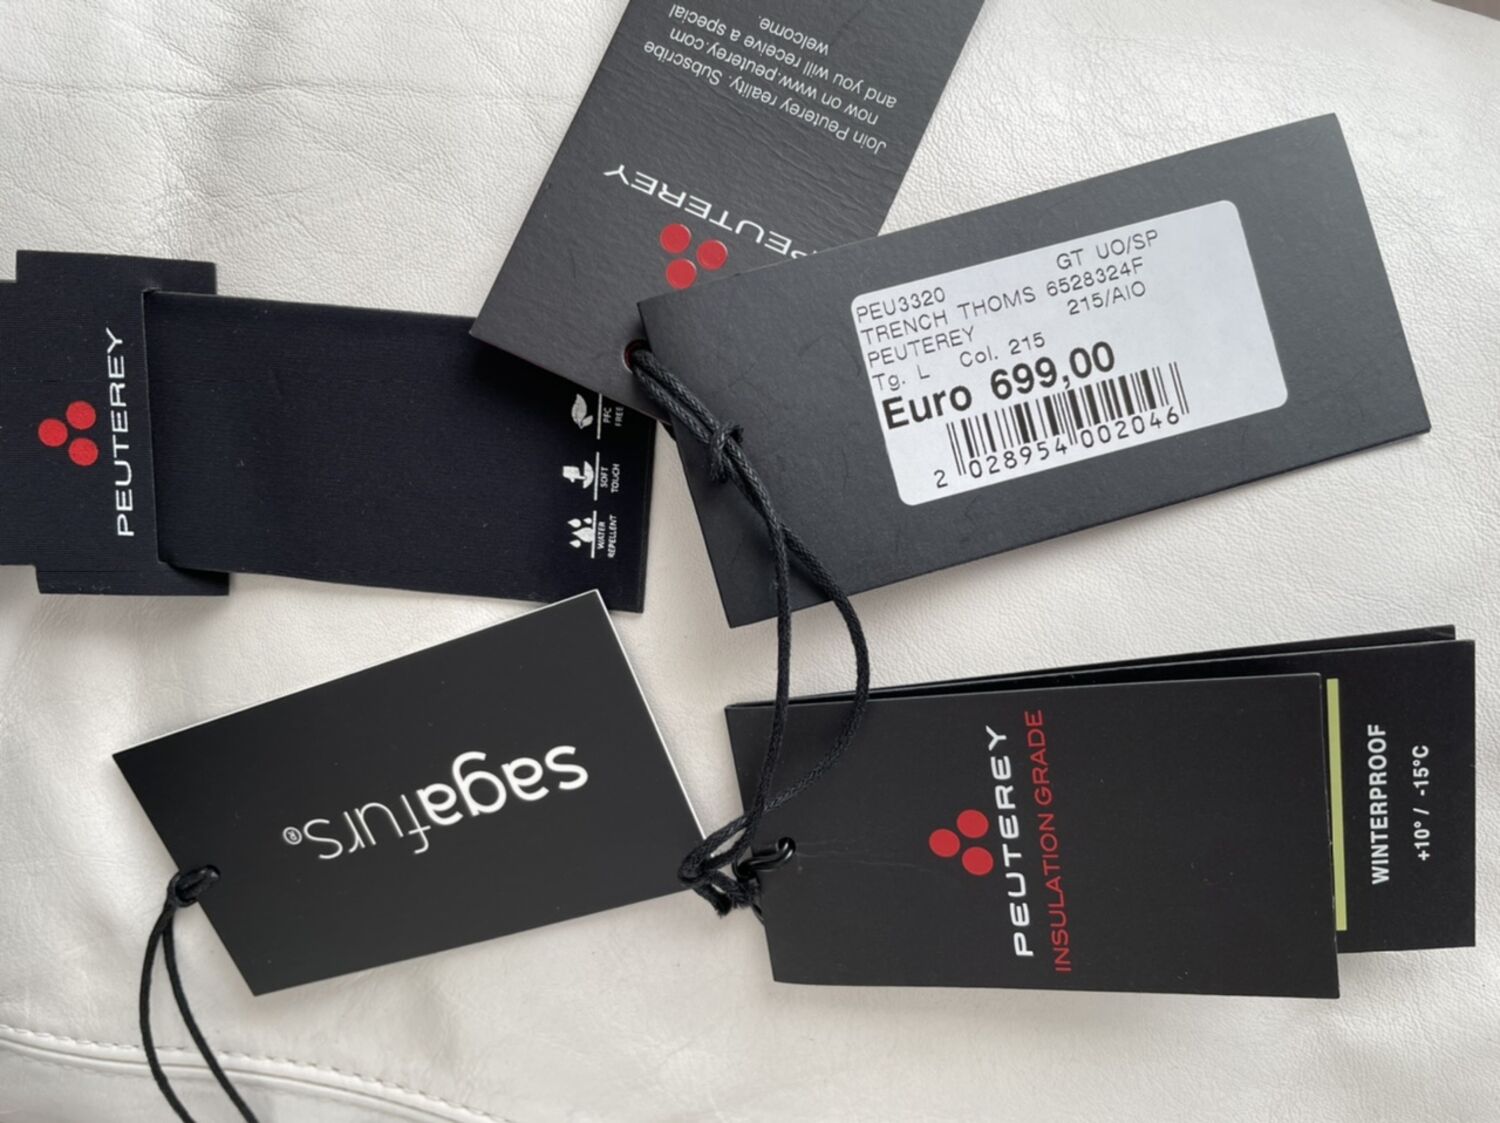 Join Peuterey reality. Subscribe
now on www.peuterey.com
and you will receive a special
welcome.
PEUTEREY
PEU3320 GT UO/SP
TRENCH THOMS 6528324F
PEUTEREY 215/AIO
Tg. L Col. 215
Euro 699,00
2 028954 002046
PEUTEREY
PFC
FREE
SOFT
TOUCH
WATER
REPELLENT
sagafurs®
PEUTEREY
INSULATION GRADE
WINTERPROOF
+10° / -15°C